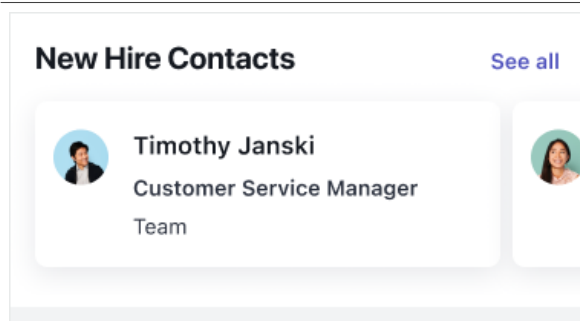 New Hire Contacts
See all
Timothy Janski
Customer Service Manager
Team